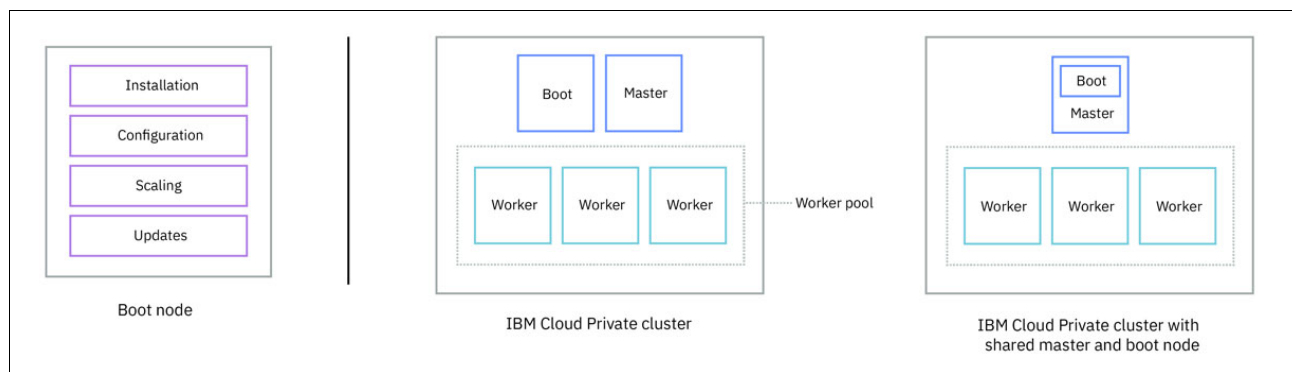 Installation
Configuration
Scaling
Updates
Boot node
Boot
Master
Worker
Worker
Worker
Worker pool
IBM Cloud Private cluster
Boot
Master
Worker
Worker
Worker
IBM Cloud Private cluster with
shared master and boot node